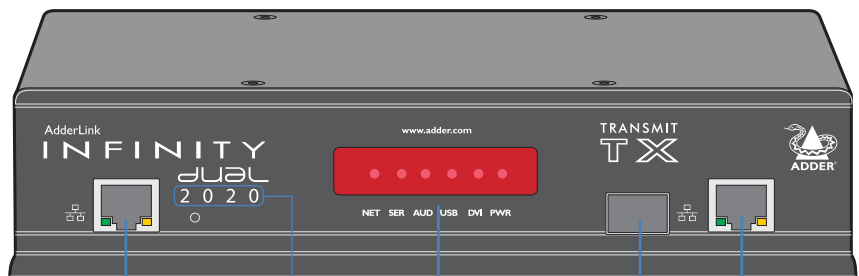 AdderLink
INFINITY
dual
2020
www.adder.com
NET SER AUD USB DVI PWR
TRANSMIT
TX
ADDER®